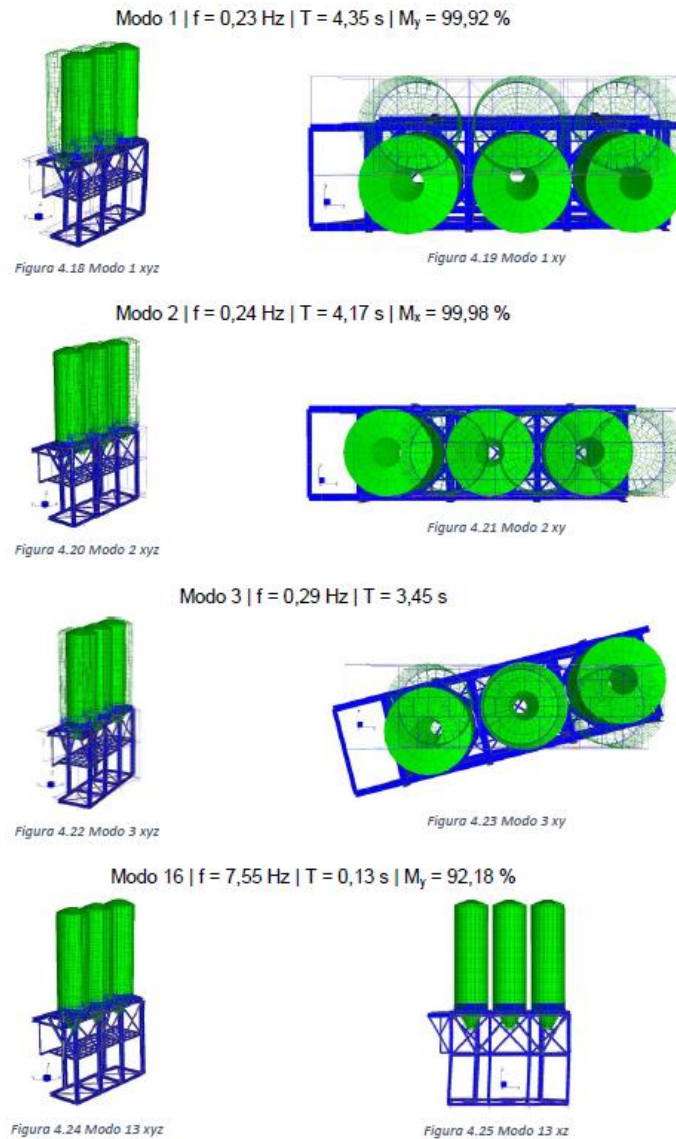 Modo 1 | f = 0,23 Hz | T = 4,35 s | My = 99,92 %
Figura 4.18 Modo 1 xyz
Figura 4.19 Modo 1 xy
Modo 2 | f = 0,24 Hz | T = 4,17 s | Mx = 99,98 %
Figura 4.20 Modo 2 xyz
Figura 4.21 Modo 2 xy
Modo 3 | f = 0,29 Hz | T = 3,45 s
Figura 4.22 Modo 3 xyz
Figura 4.23 Modo 3 xy
Modo 16 | f = 7,55 Hz | T = 0,13 s | My = 92,18 %
Figura 4.24 Modo 13 xyz
Figura 4.25 Modo 13 xz